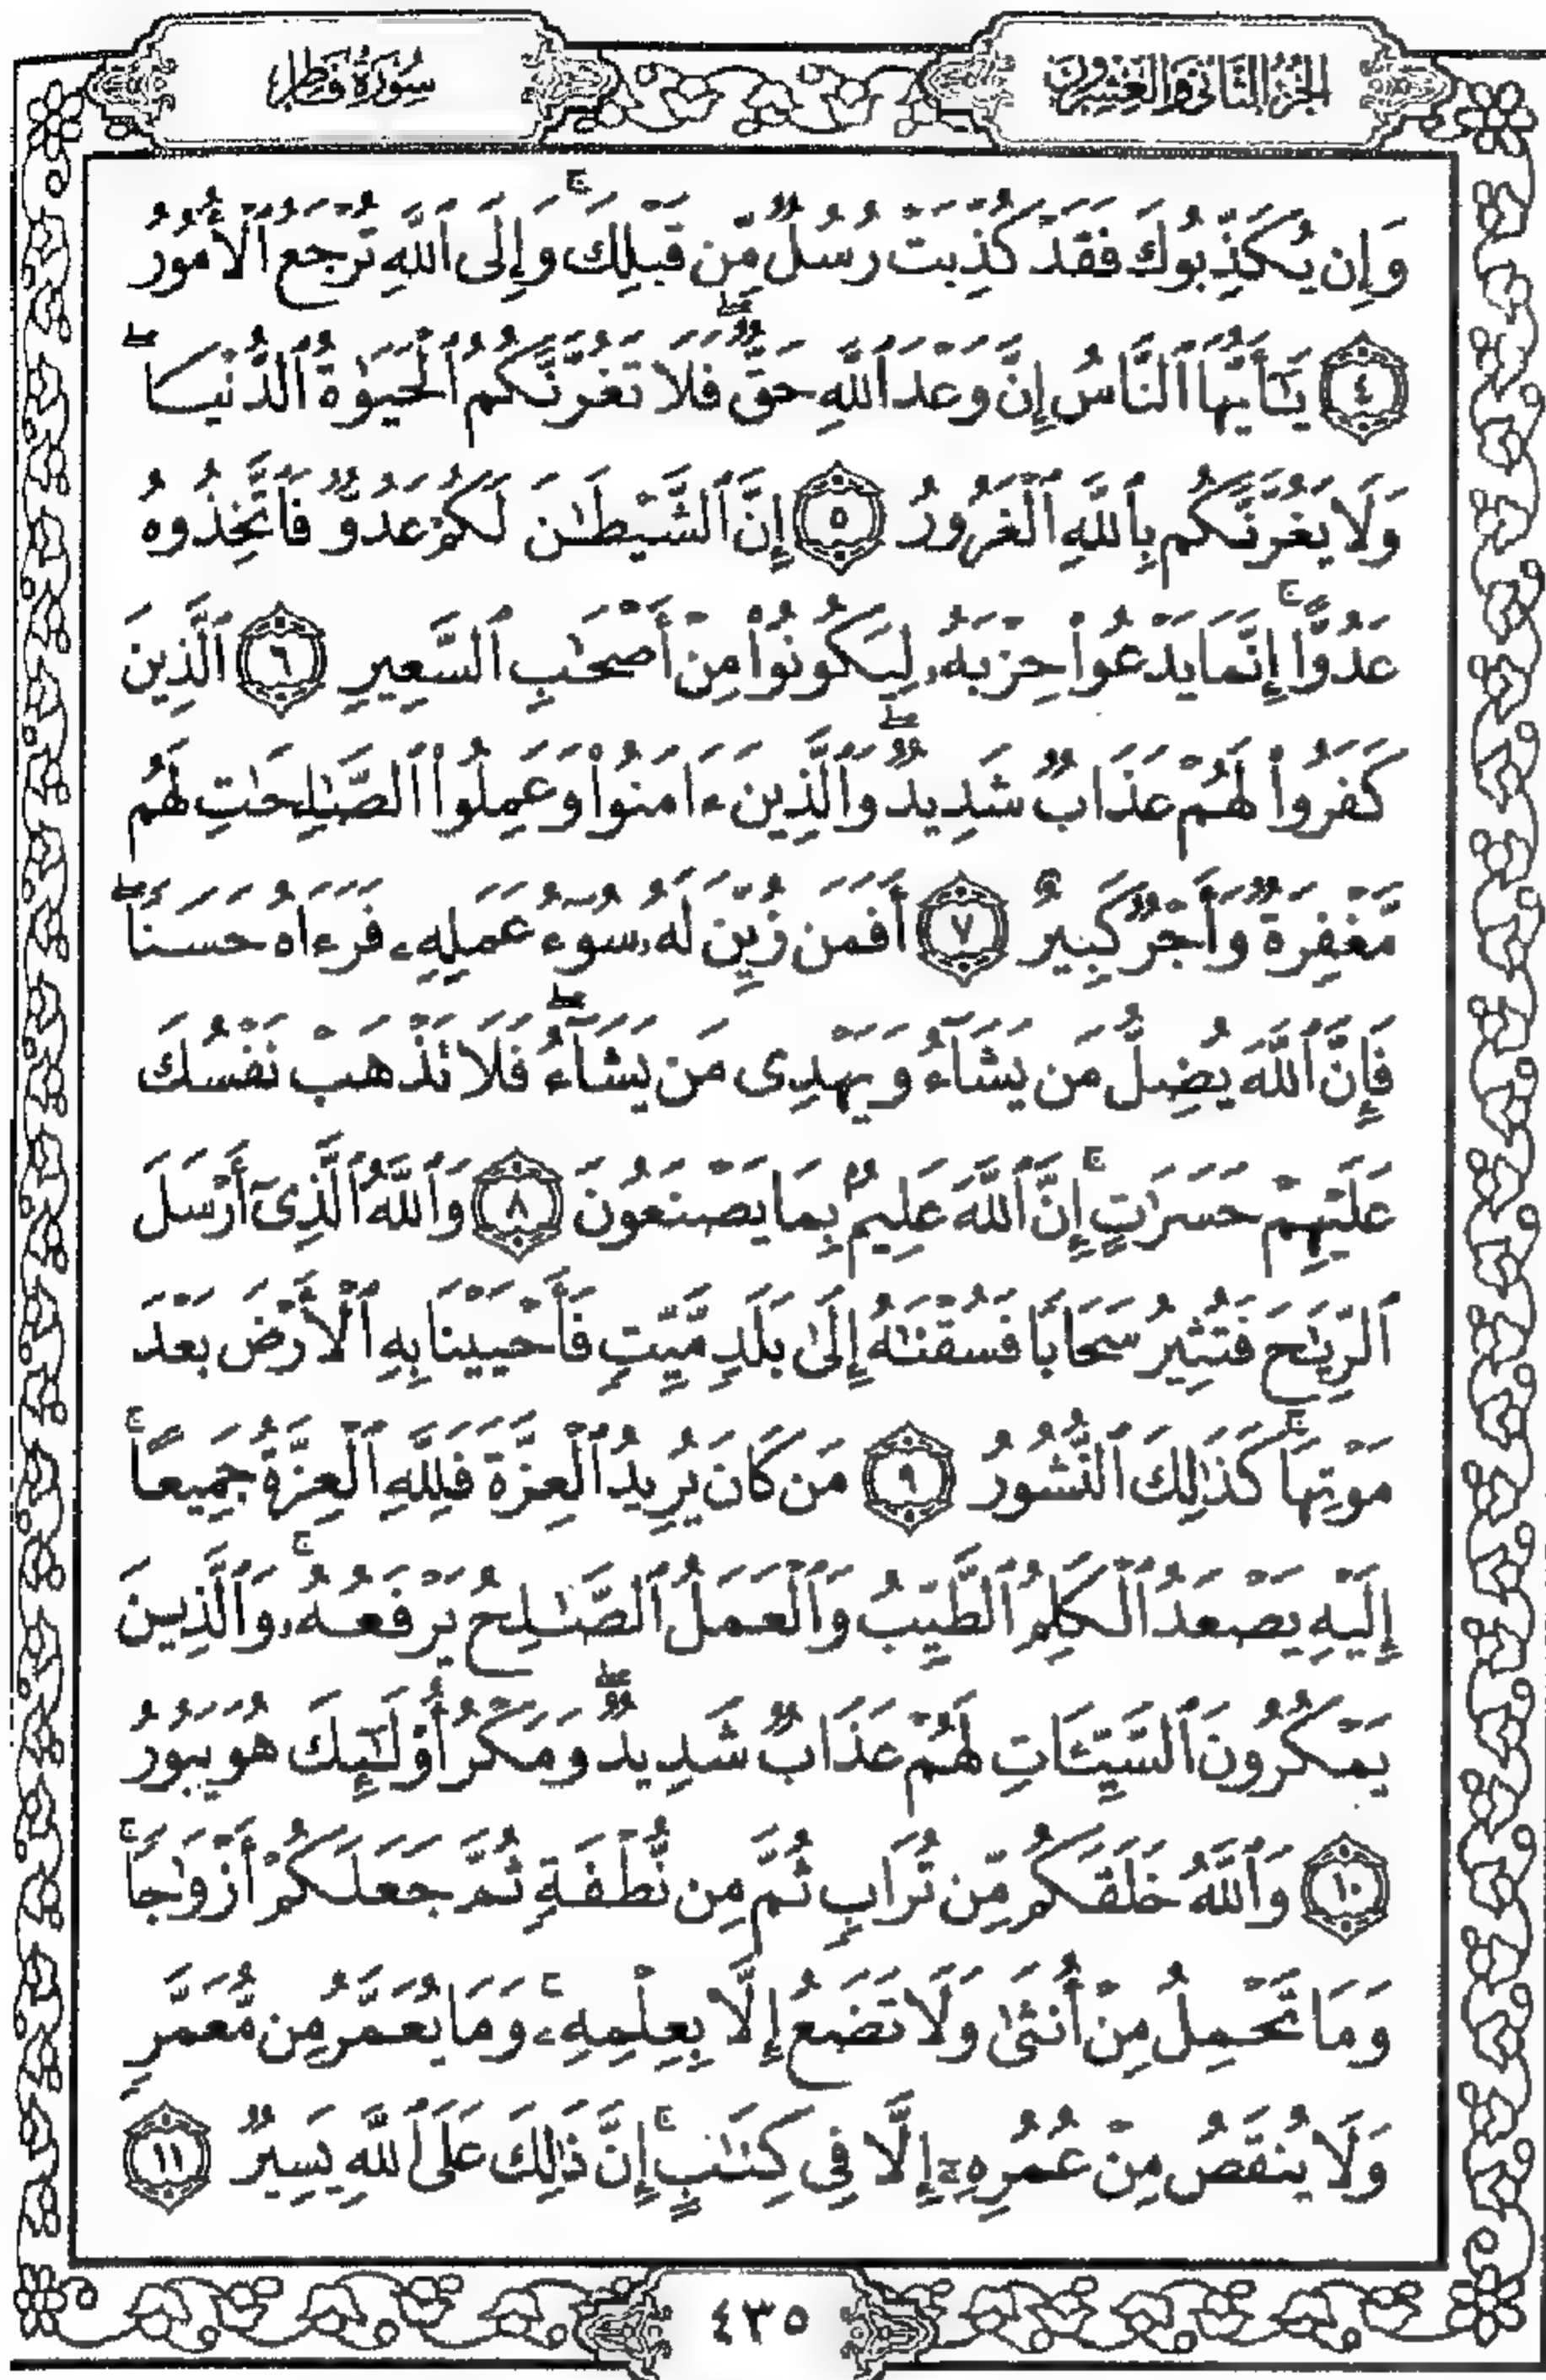 الجزء الثاني والعشرون
سورة فاطر
وَإِن يُكَذِّبُوكَ فَقَدْ كُذِّبَتْ رُسُلٌ مِّن قَبْلِكَ ۚ وَإِلَى ٱللَّهِ تُرْجَعُ ٱلْأُمُورُ
٤ يَـٰٓأَيُّهَا ٱلنَّاسُ إِنَّ وَعْدَ ٱللَّهِ حَقٌّ ۖ فَلَا تَغُرَّنَّكُمُ ٱلْحَيَوٰةُ ٱلدُّنْيَا ۖ
وَلَا يَغُرَّنَّكُم بِٱللَّهِ ٱلْغَرُورُ ٥ إِنَّ ٱلشَّيْطَـٰنَ لَكُمْ عَدُوٌّ فَٱتَّخِذُوهُ
عَدُوًّا ۚ إِنَّمَا يَدْعُوا۟ حِزْبَهُۥ لِيَكُونُوا۟ مِنْ أَصْحَـٰبِ ٱلسَّعِيرِ ٦ ٱلَّذِينَ
كَفَرُوا۟ لَهُمْ عَذَابٌ شَدِيدٌ ۖ وَٱلَّذِينَ ءَامَنُوا۟ وَعَمِلُوا۟ ٱلصَّـٰلِحَـٰتِ لَهُم
مَّغْفِرَةٌ وَأَجْرٌ كَبِيرٌ ٧ أَفَمَن زُيِّنَ لَهُۥ سُوٓءُ عَمَلِهِۦ فَرَءَاهُ حَسَنًا ۖ
فَإِنَّ ٱللَّهَ يُضِلُّ مَن يَشَآءُ وَيَهْدِى مَن يَشَآءُ ۖ فَلَا تَذْهَبْ نَفْسُكَ
عَلَيْهِمْ حَسَرَٰتٍ ۚ إِنَّ ٱللَّهَ عَلِيمٌۢ بِمَا يَصْنَعُونَ ٨ وَٱللَّهُ ٱلَّذِىٓ أَرْسَلَ
ٱلرِّيَـٰحَ فَتُثِيرُ سَحَابًا فَسُقْنَـٰهُ إِلَىٰ بَلَدٍ مَّيِّتٍ فَأَحْيَيْنَا بِهِ ٱلْأَرْضَ بَعْدَ
مَوْتِهَا ۚ كَذَٰلِكَ ٱلنُّشُورُ ٩ مَن كَانَ يُرِيدُ ٱلْعِزَّةَ فَلِلَّهِ ٱلْعِزَّةُ جَمِيعًا ۚ
إِلَيْهِ يَصْعَدُ ٱلْكَلِمُ ٱلطَّيِّبُ وَٱلْعَمَلُ ٱلصَّـٰلِحُ يَرْفَعُهُۥ ۚ وَٱلَّذِينَ
يَمْكُرُونَ ٱلسَّيِّـَٔاتِ لَهُمْ عَذَابٌ شَدِيدٌ ۖ وَمَكْرُ أُو۟لَـٰٓئِكَ هُوَ يَبُورُ
١٠ وَٱللَّهُ خَلَقَكُم مِّن تُرَابٍ ثُمَّ مِن نُّطْفَةٍ ثُمَّ جَعَلَكُمْ أَزْوَٰجًا ۚ
وَمَا تَحْمِلُ مِنْ أُنثَىٰ وَلَا تَضَعُ إِلَّا بِعِلْمِهِۦ ۚ وَمَا يُعَمَّرُ مِن مُّعَمَّرٍ
وَلَا يُنقَصُ مِنْ عُمُرِهِۦٓ إِلَّا فِى كِتَـٰبٍ ۚ إِنَّ ذَٰلِكَ عَلَى ٱللَّهِ يَسِيرٌ ١١
٤٣٥